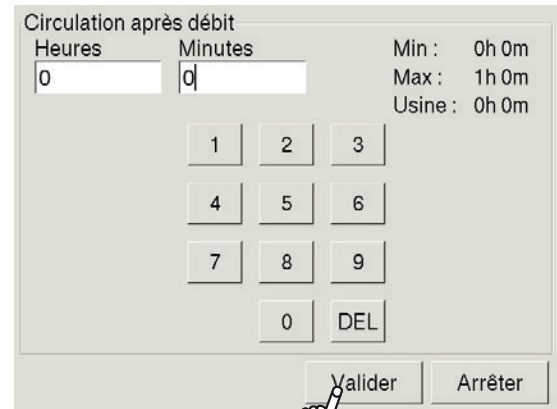 Circulation après débit
Heures Minutes Min : 0h 0m
0 0 Max : 1h 0m
Usine : 0h 0m
1 2 3
4 5 6
7 8 9
0 DEL
Valider Arrêter